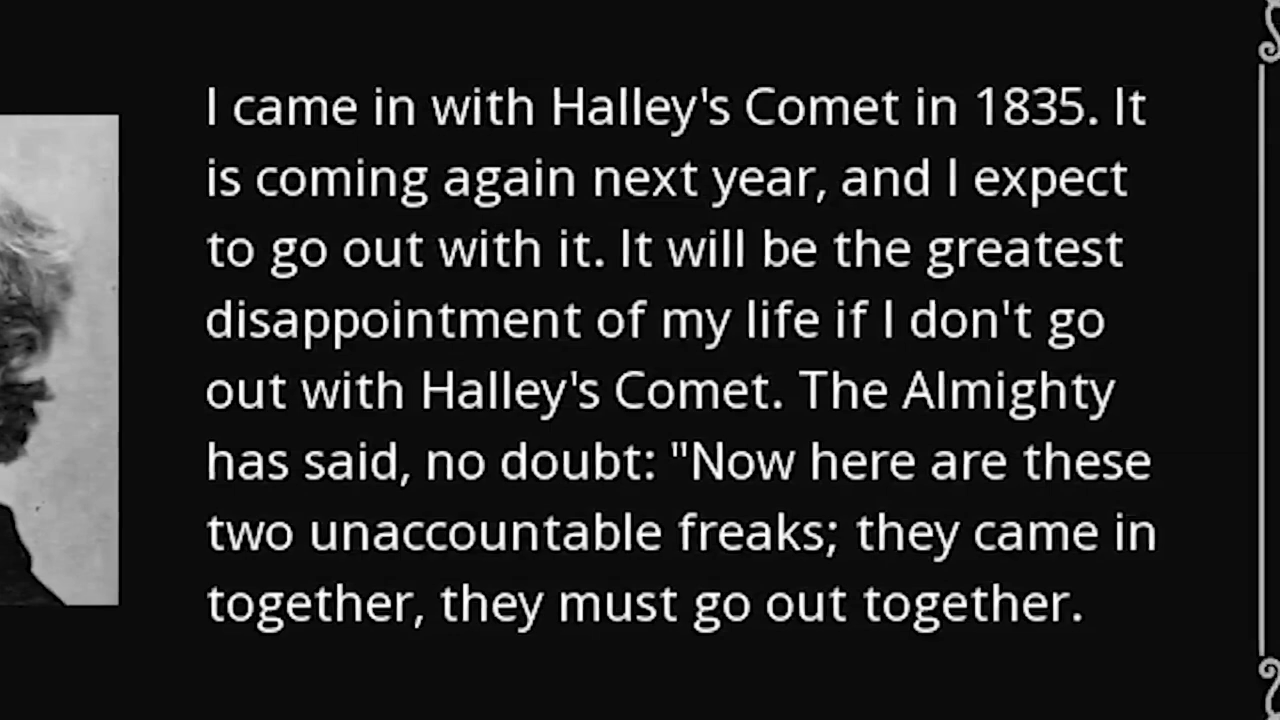 I came in with Halley's Comet in 1835. It
is coming again next year, and I expect
to go out with it. It will be the greatest
disappointment of my life if I don't go
out with Halley's Comet. The Almighty
has said, no doubt: "Now here are these
two unaccountable freaks; they came in
together, they must go out together.